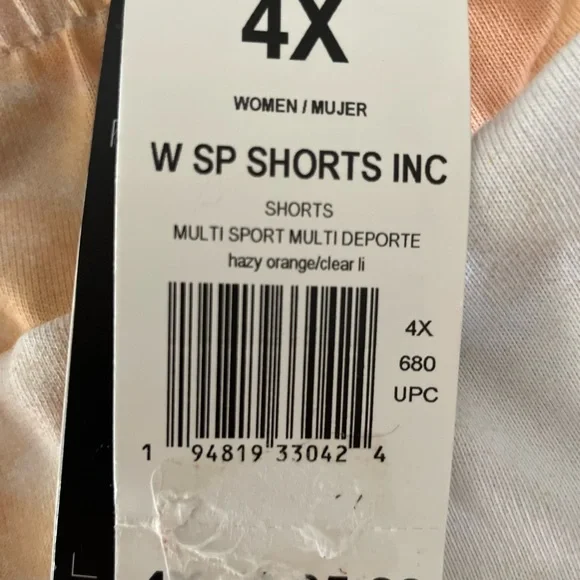 4X
WOMEN / MUJER
W SP SHORTS INC
SHORTS
MULTI SPORT MULTI DEPORTE
hazy orange/clear li
4X
680
UPC
1 94819 33042 4